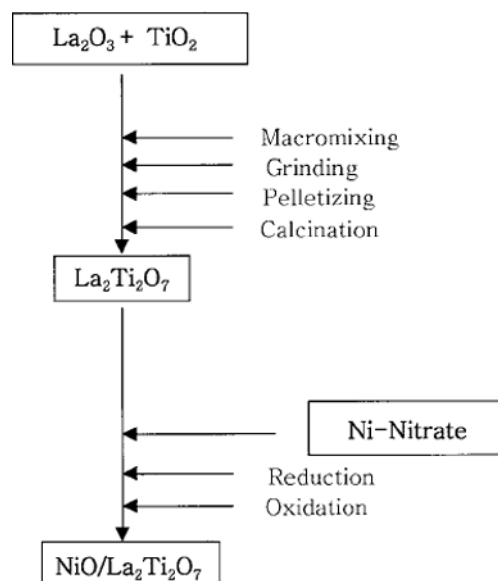 La₂O₃ + TiO₂
Macromixing
Grinding
Pelletizing
Calcination
La₂Ti₂O₇
Ni-Nitrate
Reduction
Oxidation
NiO/La₂Ti₂O₇